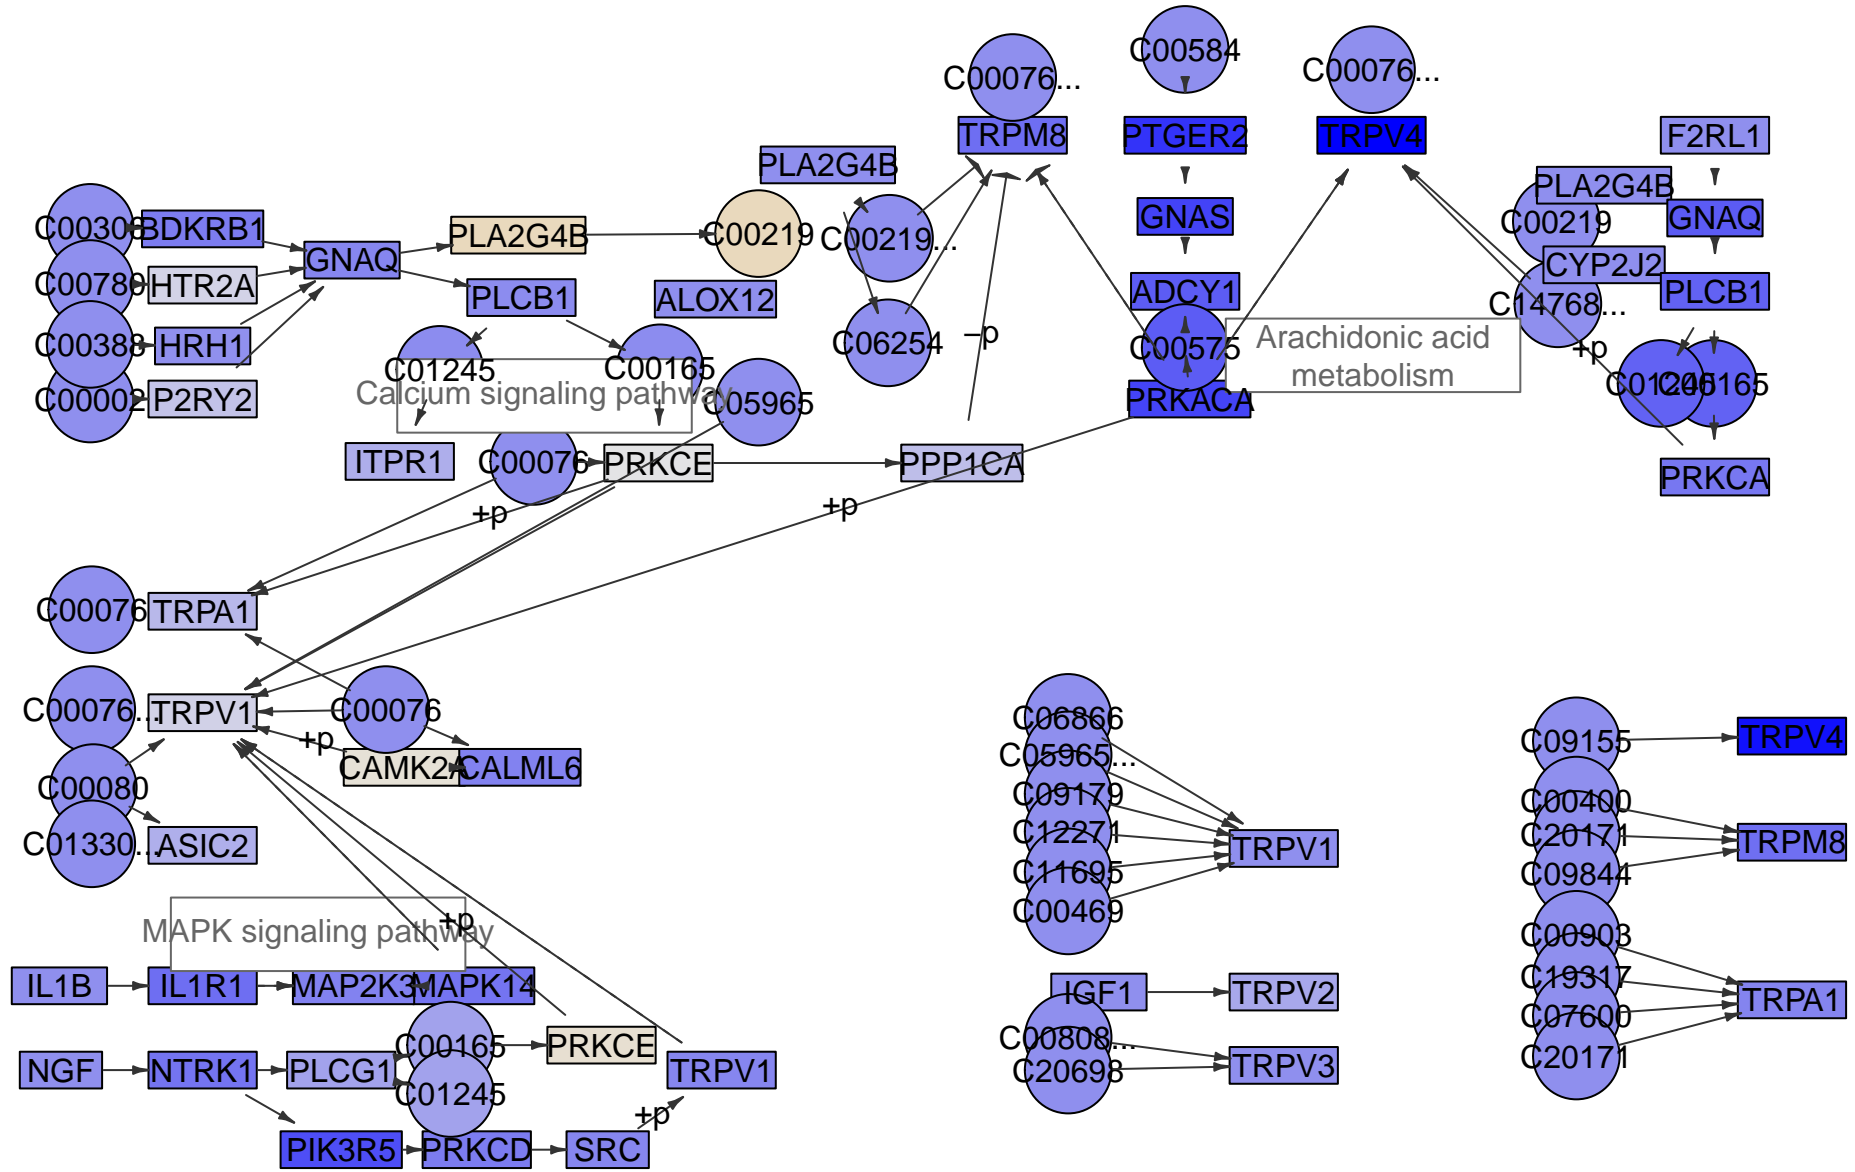 C00584
C00076...
C00076...
TRPM8
PTGER2
TRPV4
F2RL1
PLA2G4B
PLA2G4B
C00219
GNAS
GNAQ
BDKRB1
PLA2G4B
C00219
C00219...
GNAQ
CYP2J2
C00780
HTR2A
PLCB1
ALOX12
ADCY1
PLCB1
C14768...
C00388
HRH1
C06254
–p
C00575
Arachidonic acid
metabolism
+p
C01245
C00165
Calcium signaling pathway
C00002
P2RY2
C05965
PRKACA
C01245
C00165
ITPR1
C00076
PRKCE
PPP1CA
PRKCA
+p
+p
C00076
TRPA1
C00076...
TRPV1
C00076
+p
CAMK2A
CALML6
C00080
C01330...
ASIC2
C06866
C05965...
C09179
C12271
C11695
C00469
TRPV1
C09155
TRPV4
C00400
C20171
C09844
TRPM8
MAPK signaling pathway
+p
IL1B
IL1R1
MAP2K3
MAPK14
IGF1
TRPV2
C00903
C19317
C07600
C20171
TRPA1
NGF
NTRK1
PLCG1
C00165
C01245
PRKCE
TRPV1
C00808...
C20698
TRPV3
+p
PIK3R5
PRKCD
SRC